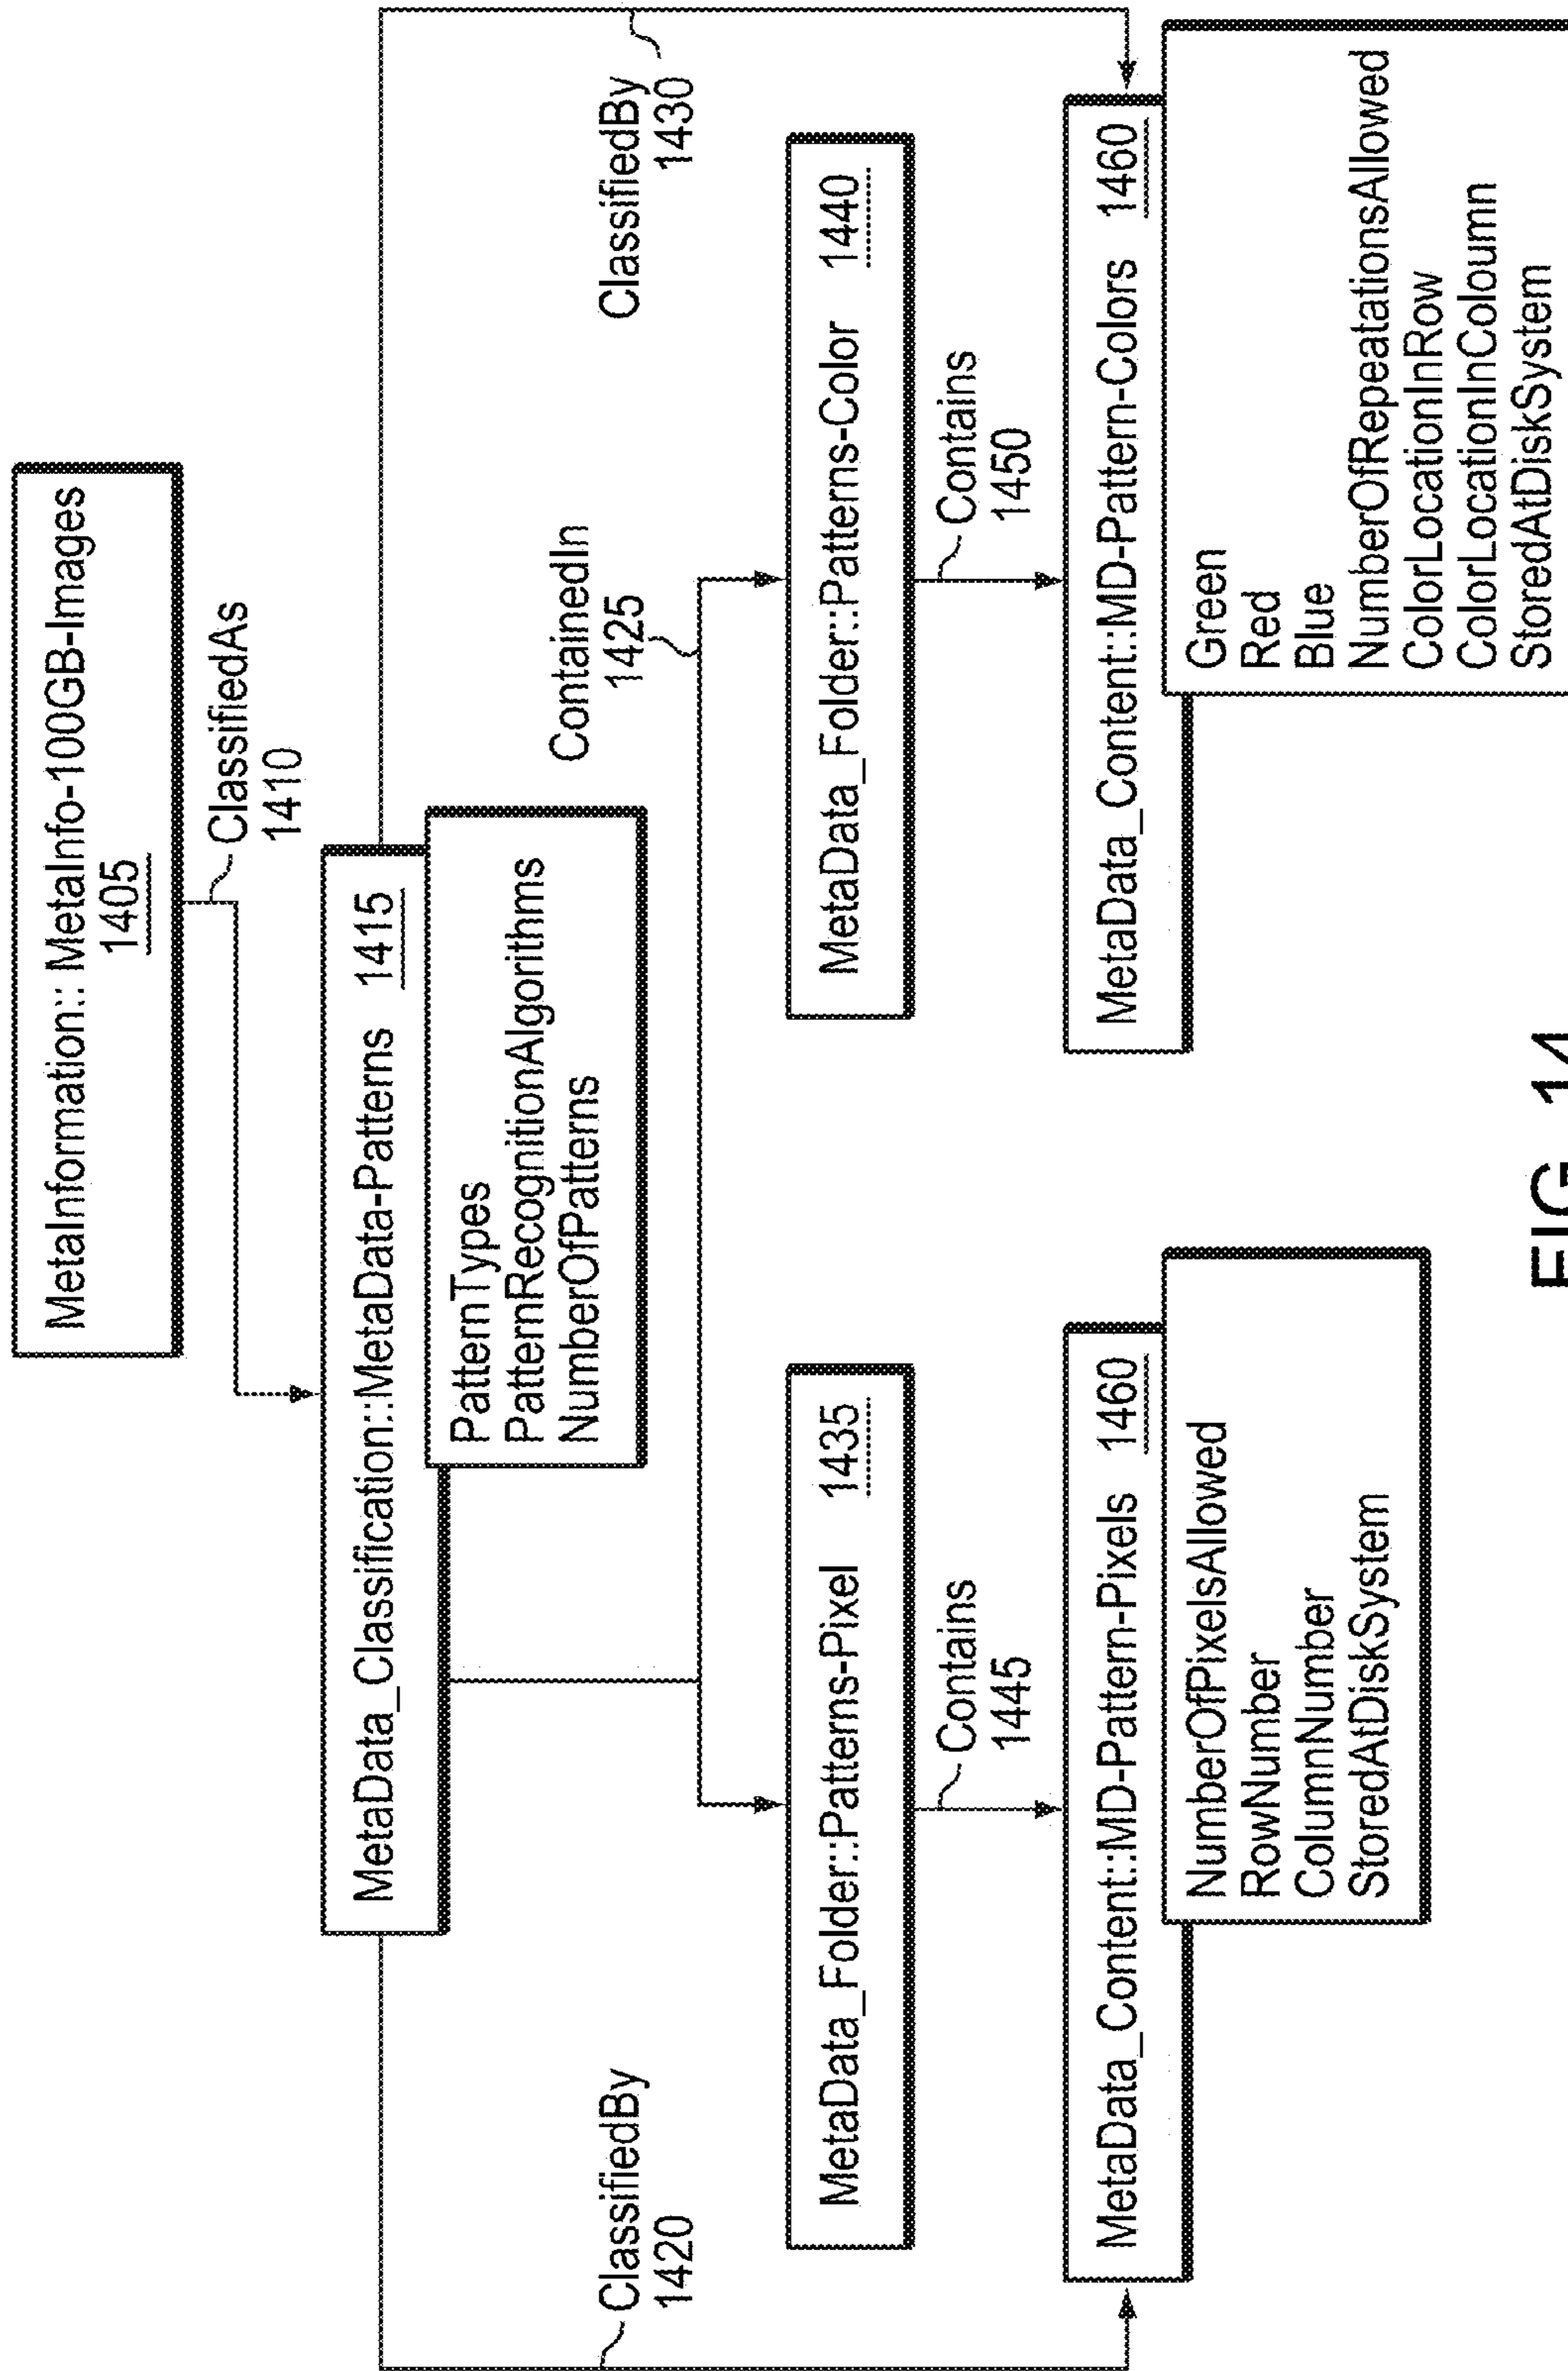 MetaInformation:: MetaInfo-100GB-Images
1405
ClassifiedAs
1410
MetaData_Classification::MetaData-Patterns 1415
PatternTypes
PatternRecognitionAlgorithms
NumberOfPatterns
ClassifiedBy
1420
ContainedIn
1425
ClassifiedBy
1430
MetaData_Folder::Patterns-Pixel 1435
MetaData_Folder::Patterns-Color 1440
Contains
1445
Contains
1450
MetaData_Content::MD-Pattern-Pixels 1460
NumberOfPixelsAllowed
RowNumber
ColumnNumber
StoredAtDiskSystem
MetaData_Content::MD-Pattern-Colors 1460
Green
Red
Blue
NumberOfRepeatationsAllowed
ColorLocationInRow
ColorLocationInColoumn
StoredAtDiskSystem
FIG. 14